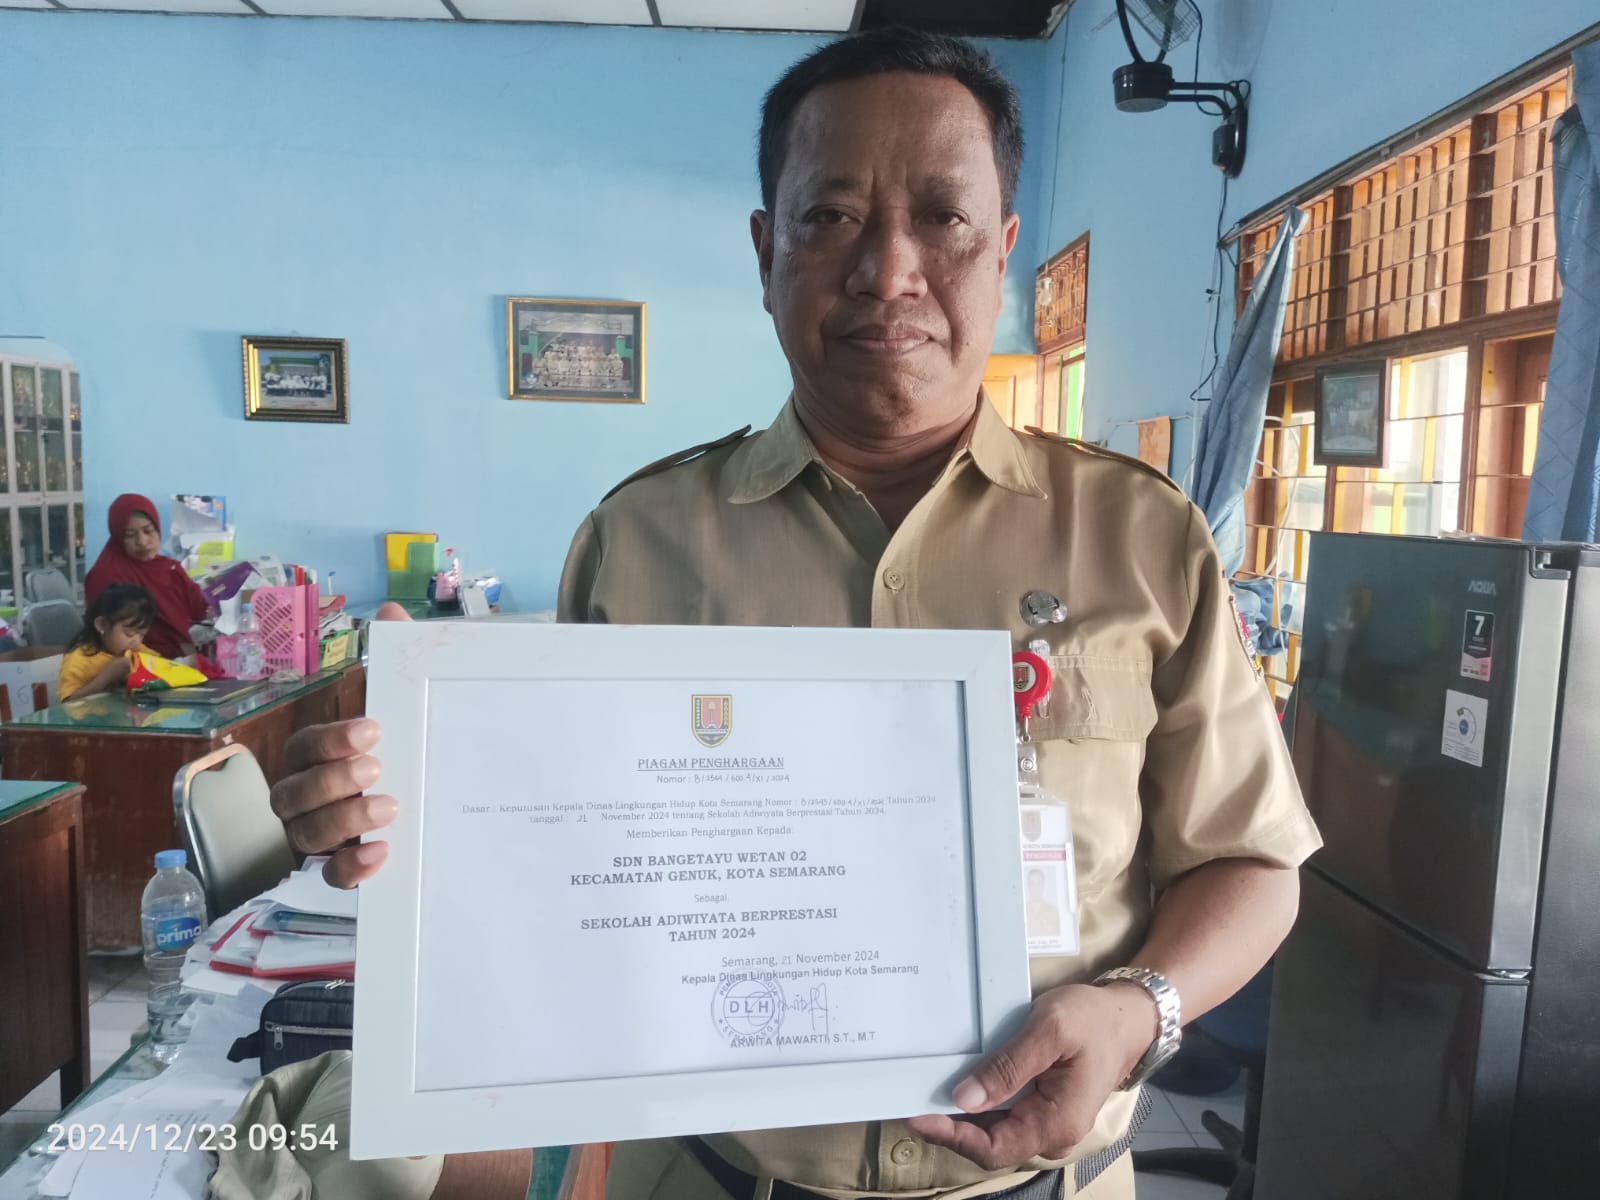 AQUA
7
PIAGAM PENGHARGAAN
Nomor : B/7544/600.4/XI/2024
Dasar : Keputusan Kepala Dinas Lingkungan Hidup Kota Semarang Nomor : B/7543/600.4/XI/2024 Tahun 2024
tanggal : 21 November 2024 tentang Sekolah Adiwiyata Berprestasi Tahun 2024.
Memberikan Penghargaan Kepada:
SDN BANGETAYU WETAN 02
KECAMATAN GENUK, KOTA SEMARANG
Sebagai
SEKOLAH ADIWIYATA BERPRESTASI
TAHUN 2024
Semarang, 21 November 2024
Kepala Dinas Lingkungan Hidup Kota Semarang
DLH
SEMARANG
ARWITA MAWARTI, S.T., M.T
prima
2024/12/23 09:54